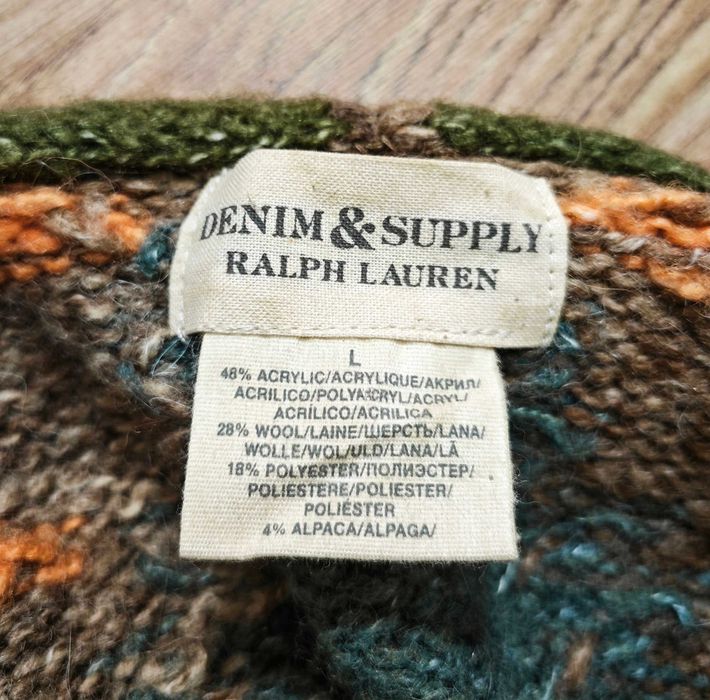 DENIM & SUPPLY
RALPH LAUREN
L
48% ACRYLIC/ACRYLIQUE/АКРИЛ/
ACRILICO/POLYACRYL/ACRYL/
ACRÍLICO/ACRILICA
28% WOOL/LAINE/ШЕРСТЬ/LANA/
WOLLE/WOL/ULD/LANA/LÃ
18% POLYESTER/ПОЛИЭСТЕР/
POLIESTERE/POLIESTER/
POLIÉSTER
4% ALPACA/ALPAGA/